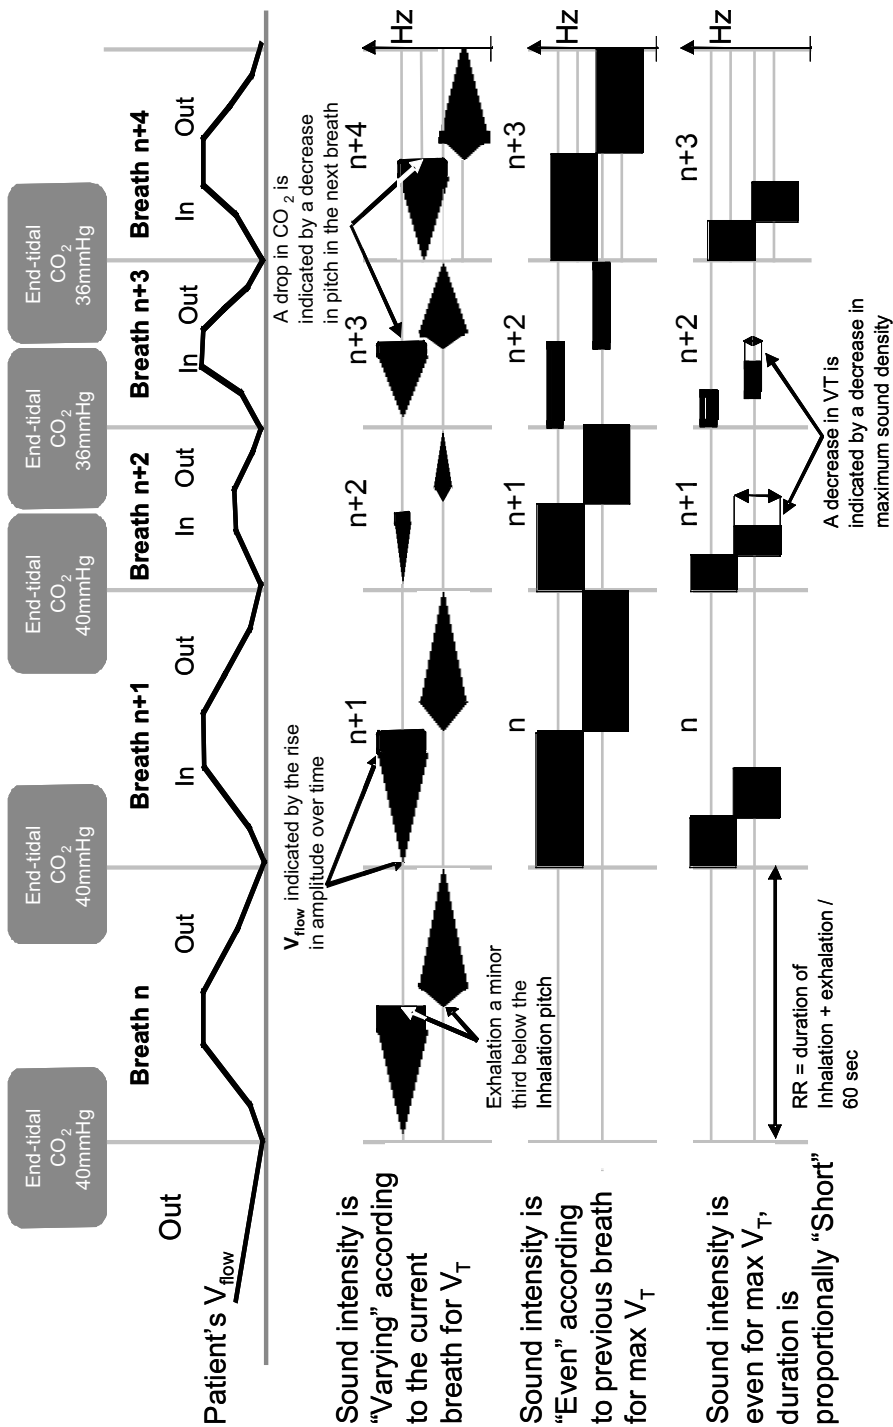 End-tidal
CO2
40mmHg
End-tidal
CO2
40mmHg
End-tidal
CO2
40mmHg
End-tidal
CO2
36mmHg
End-tidal
CO2
36mmHg
Breath n
Breath n+1
Breath n+2
Breath n+3
Breath n+4
Out
Out
In
Out
In
Out
In
Out
In
Out
Patient's Vflow
Vflow indicated by the rise
in amplitude over time
A drop in CO2 is
indicated by a decrease
in pitch in the next breath
Sound intensity is
“Varying” according
to the current
breath for VT
n+1
n+2
n+3
n+4
Hz
Exhalation a minor
third below the
Inhalation pitch
Sound intensity is
“Even” according
to previous breath
for max VT
n
n+1
n+2
n+3
Hz
Sound intensity is
even for max VT,
duration is
proportionally “Short”
n
n+1
n+2
n+3
Hz
RR = duration of
Inhalation + exhalation /
60 sec
A decrease in VT is
indicated by a decrease in
maximum sound density